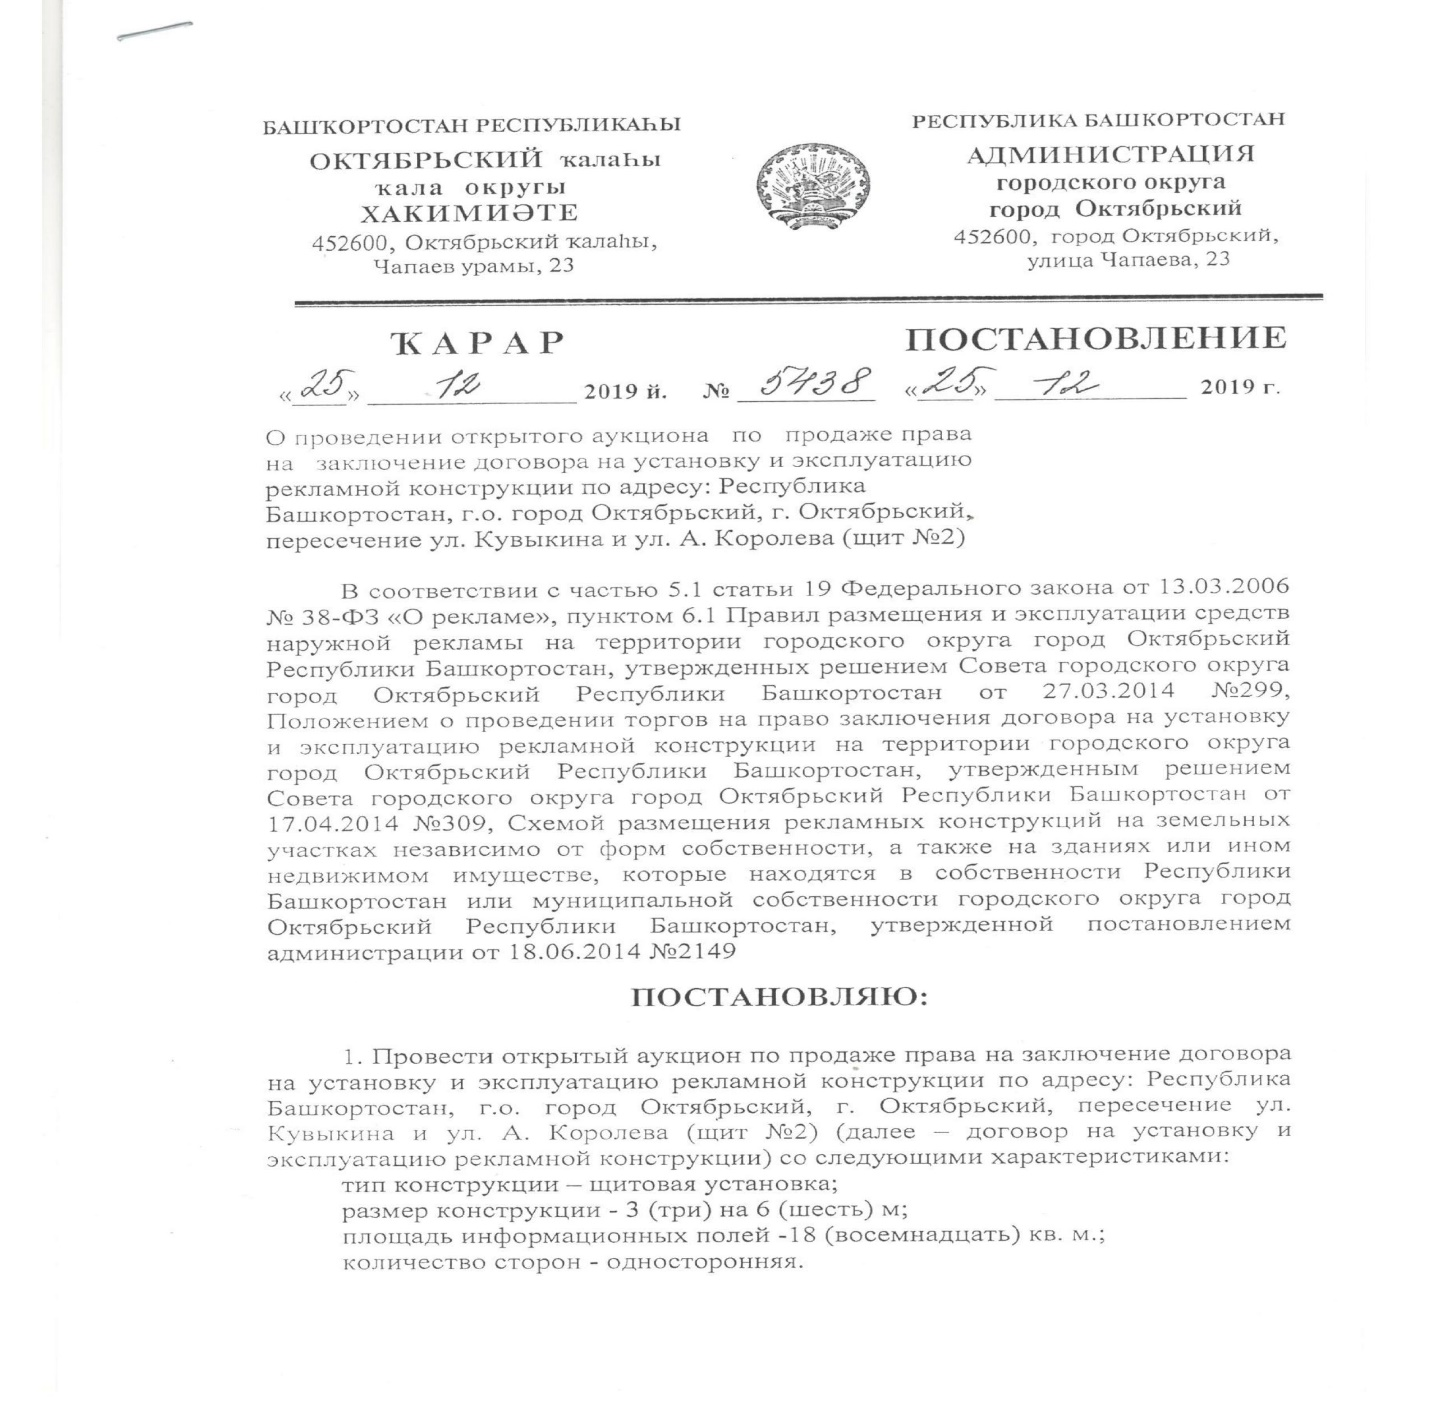 БАШҠОРТОСТАН РЕСПУБЛИКАҺЫ
ОКТЯБРЬСКИЙ ҡалаҺы
ҡала округы
ХАКИМИӘТЕ
452600, Октябрьский ҡалаһы,
Чапаев урамы, 23
РЕСПУБЛИКА БАШКОРТОСТАН
АДМИНИСТРАЦИЯ
городского округа
город Октябрьский
452600, город Октябрьский,
улица Чапаева, 23
ҠАРАР
ПОСТАНОВЛЕНИЕ
«25» 12 2019 й. № 5438 «25» 12 2019 г.
О проведении открытого аукциона по продаже права
на заключение договора на установку и эксплуатацию
рекламной конструкции по адресу: Республика
Башкортостан, г.о. город Октябрьский, г. Октябрьский,
пересечение ул. Кувыкина и ул. А. Королева (щит №2)
В соответствии с частью 5.1 статьи 19 Федерального закона от 13.03.2006
№ 38-ФЗ «О рекламе», пунктом 6.1 Правил размещения и эксплуатации средств
наружной рекламы на территории городского округа город Октябрьский
Республики Башкортостан, утвержденных решением Совета городского округа
город Октябрьский Республики Башкортостан от 27.03.2014 №299,
Положением о проведении торгов на право заключения договора на установку
и эксплуатацию рекламной конструкции на территории городского округа
город Октябрьский Республики Башкортостан, утвержденным решением
Совета городского округа город Октябрьский Республики Башкортостан от
17.04.2014 №309, Схемой размещения рекламных конструкций на земельных
участках независимо от форм собственности, а также на зданиях или ином
недвижимом имуществе, которые находятся в собственности Республики
Башкортостан или муниципальной собственности городского округа город
Октябрьский Республики Башкортостан, утвержденной постановлением
администрации от 18.06.2014 №2149
ПОСТАНОВЛЯЮ:
1. Провести открытый аукцион по продаже права на заключение договора
на установку и эксплуатацию рекламной конструкции по адресу: Республика
Башкортостан, г.о. город Октябрьский, г. Октябрьский, пересечение ул.
Кувыкина и ул. А. Королева (щит №2) (далее – договор на установку и
эксплуатацию рекламной конструкции) со следующими характеристиками:
тип конструкции – щитовая установка;
размер конструкции - 3 (три) на 6 (шесть) м;
площадь информационных полей -18 (восемнадцать) кв. м.;
количество сторон - односторонняя.